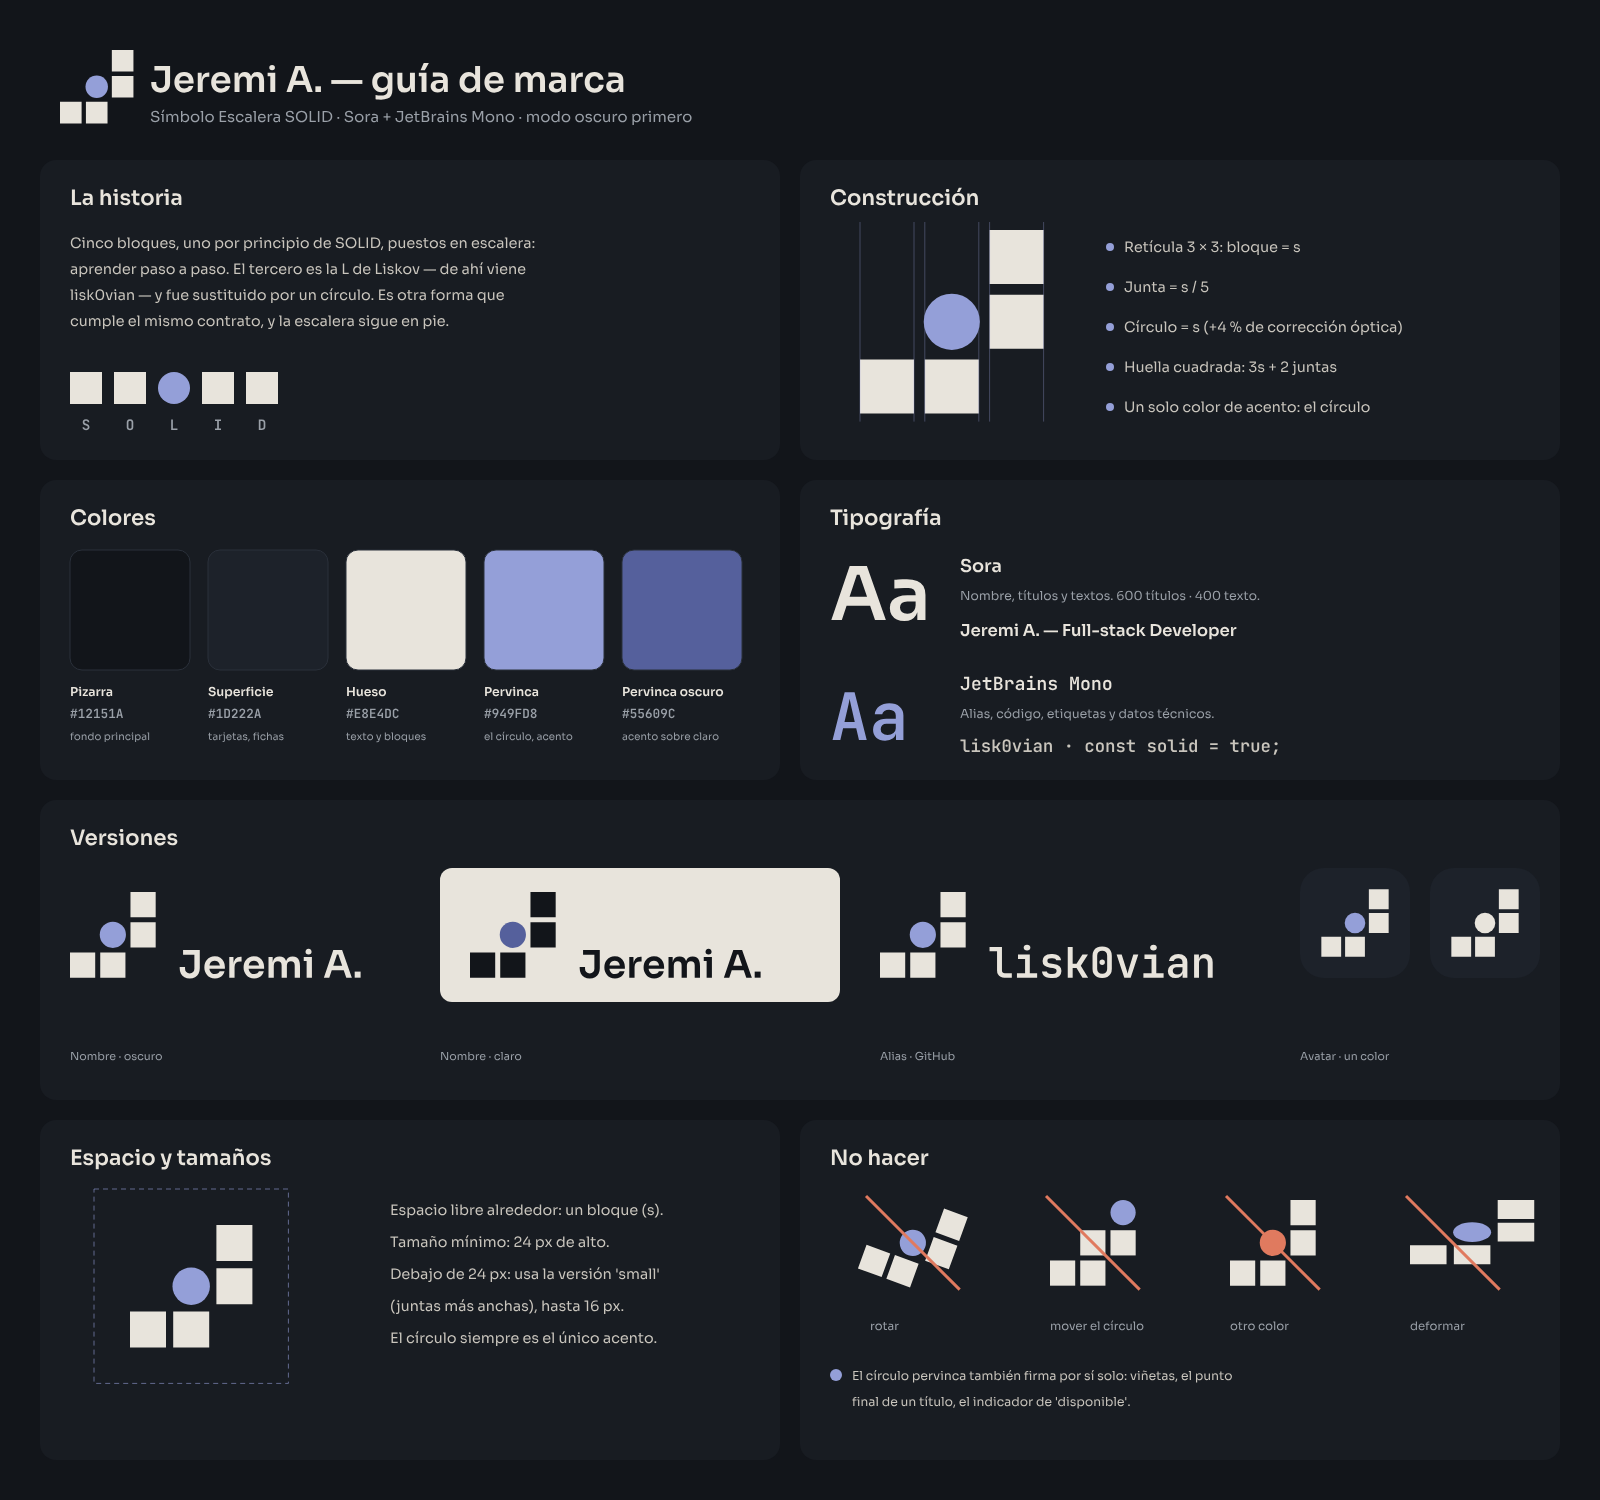 Jeremi A. — guía de marca
Símbolo Escalera SOLID · Sora + JetBrains Mono · modo oscuro primero
La historia
Cinco bloques, uno por principio de SOLID, puestos en escalera:
aprender paso a paso. El tercero es la L de Liskov — de ahí viene
lisk0vian — y fue sustituido por un círculo. Es otra forma que
cumple el mismo contrato, y la escalera sigue en pie.
S O L I D
Construcción
Retícula 3 × 3: bloque = s
Junta = s / 5
Círculo = s (+4 % de corrección óptica)
Huella cuadrada: 3s + 2 juntas
Un solo color de acento: el círculo
Colores
Pizarra
#12151A
fondo principal
Superficie
#1D222A
tarjetas, fichas
Hueso
#E8E4DC
texto y bloques
Pervinca
#949FD8
el círculo, acento
Pervinca oscuro
#55609C
acento sobre claro
Tipografía
Aa
Sora
Nombre, títulos y textos. 600 títulos · 400 texto.
Jeremi A. — Full-stack Developer
Aa
JetBrains Mono
Alias, código, etiquetas y datos técnicos.
lisk0vian · const solid = true;
Versiones
Jeremi A.
Nombre · oscuro
Jeremi A.
Nombre · claro
lisk0vian
Alias · GitHub
Avatar · un color
Espacio y tamaños
Espacio libre alrededor: un bloque (s).
Tamaño mínimo: 24 px de alto.
Debajo de 24 px: usa la versión 'small'
(juntas más anchas), hasta 16 px.
El círculo siempre es el único acento.
No hacer
rotar
mover el círculo
otro color
deformar
El círculo pervinca también firma por sí solo: viñetas, el punto
final de un título, el indicador de 'disponible'.